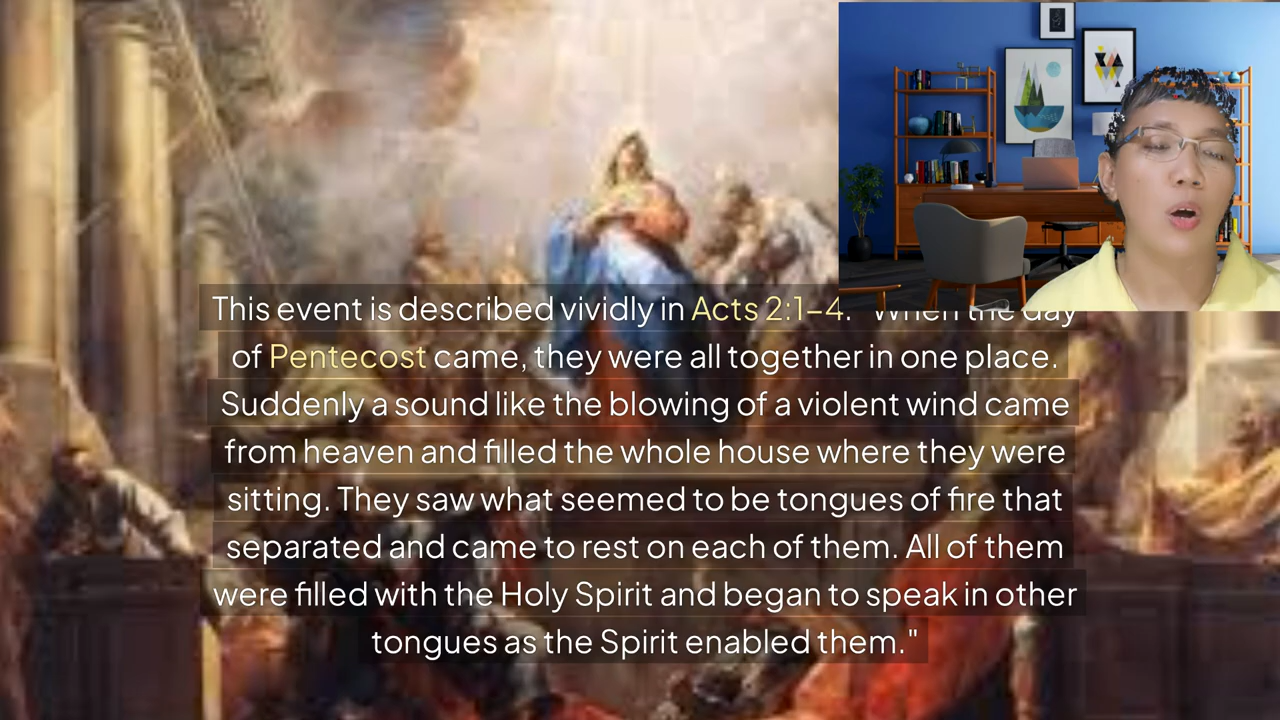 This event is described vividly in Acts 2:1–4. "When the day
of Pentecost came, they were all together in one place.
Suddenly a sound like the blowing of a violent wind came
from heaven and filled the whole house where they were
sitting. They saw what seemed to be tongues of fire that
separated and came to rest on each of them. All of them
were filled with the Holy Spirit and began to speak in other
tongues as the Spirit enabled them."